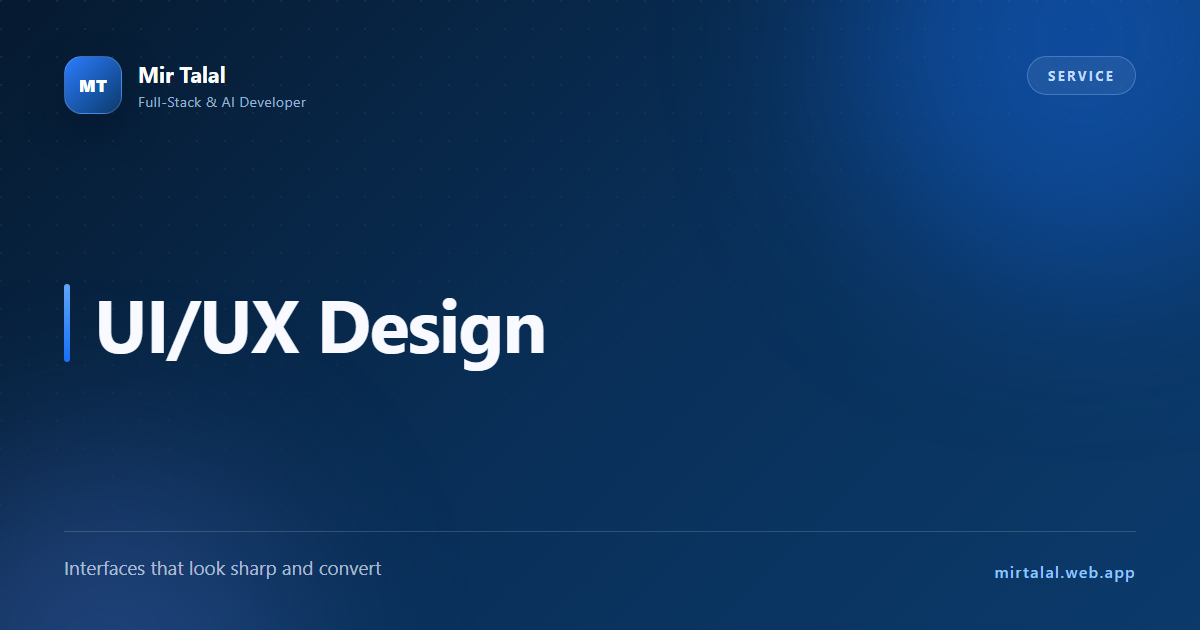 MT
Mir Talal
Full-Stack & AI Developer
SERVICE
UI/UX Design
Interfaces that look sharp and convert
mirtalal.web.app